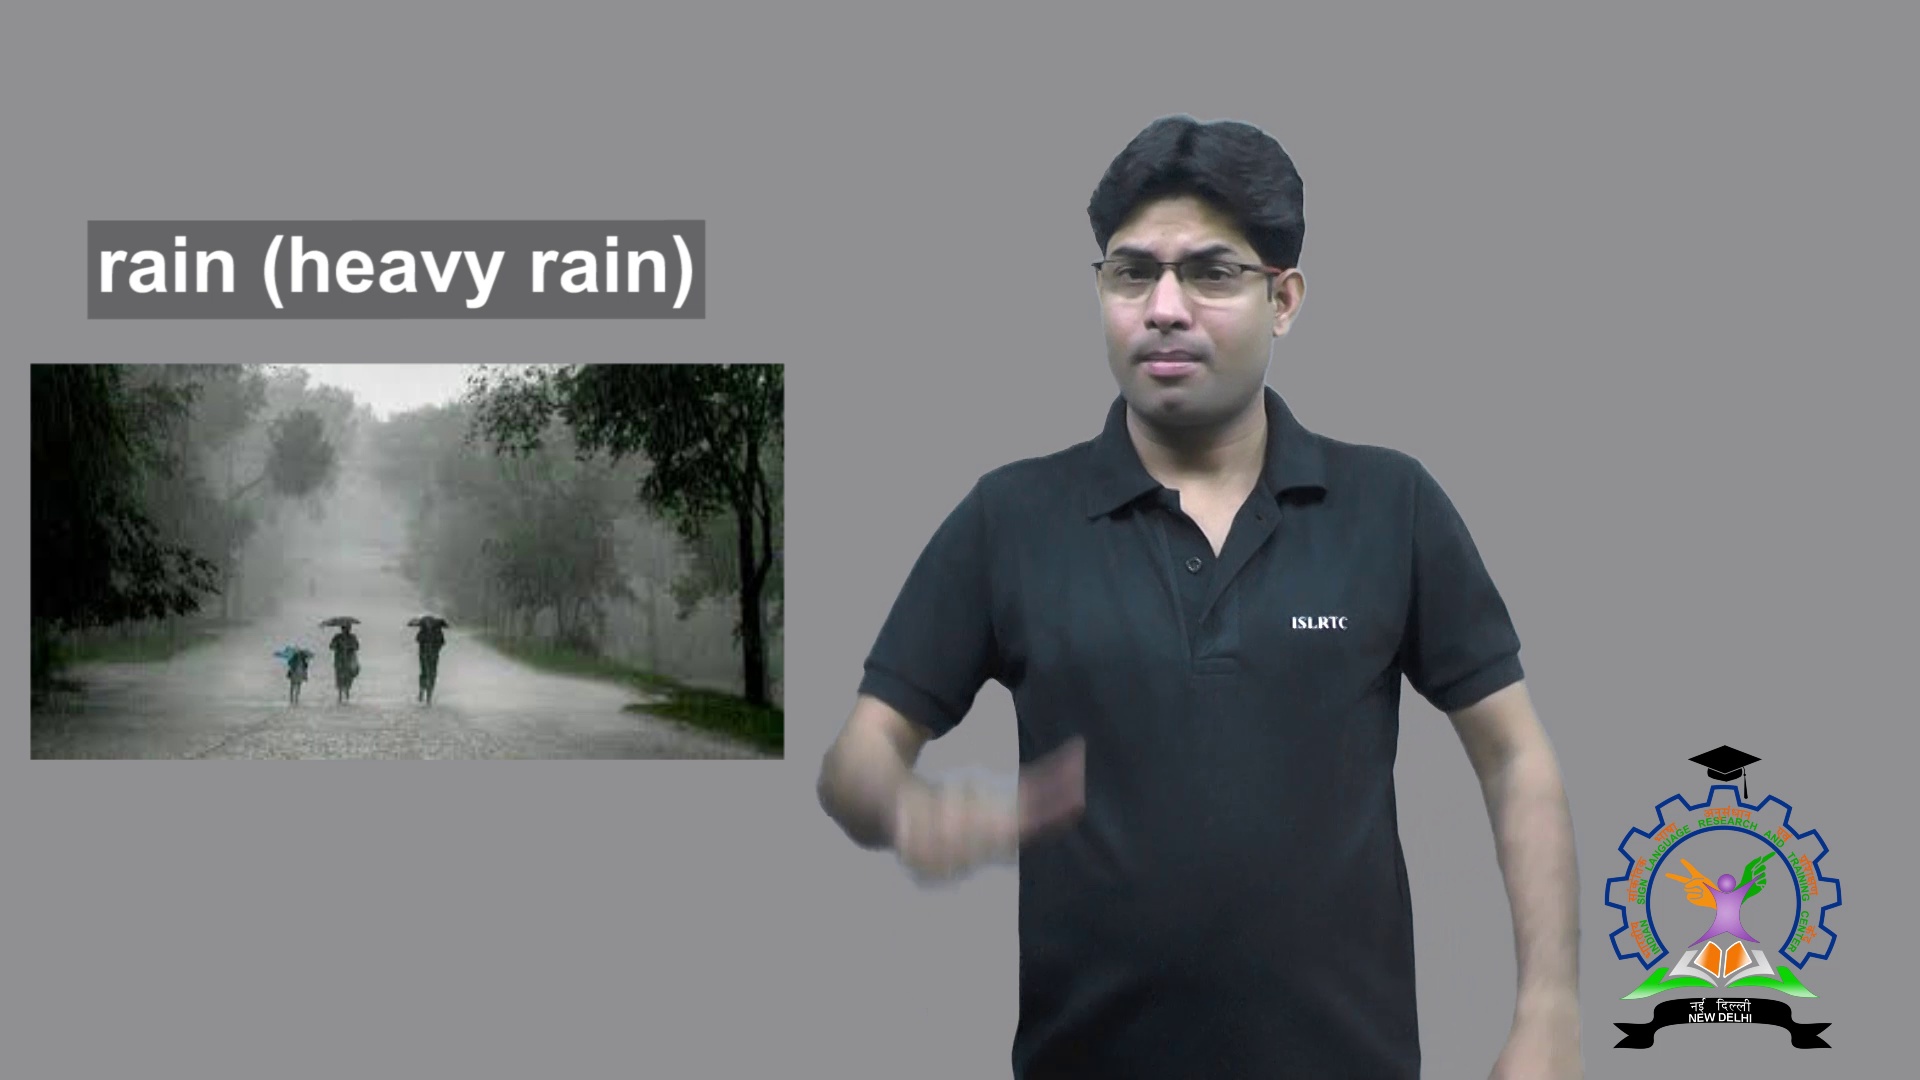 rain (heavy rain)
ISLRTC
INDIAN SIGN LANGUAGE RESEARCH AND TRAINING CENTER
नई दिल्ली
NEW DELHI